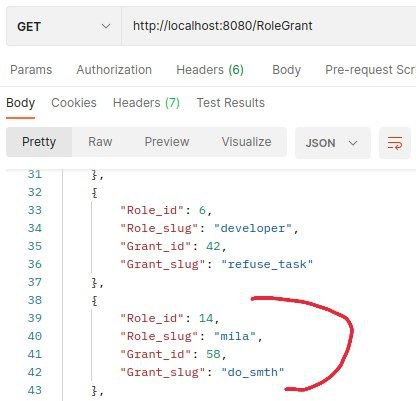 GET http://localhost:8080/RoleGrant
Params Authorization Headers (6) Body Pre-request Scr
Body Cookies Headers (7) Test Results
Pretty Raw Preview Visualize JSON
31 },
32 {
33 "Role_id": 6,
34 "Role_slug": "developer",
35 "Grant_id": 42,
36 "Grant_slug": "refuse_task"
37 },
38 {
39 "Role_id": 14,
40 "Role_slug": "mila",
41 "Grant_id": 58,
42 "Grant_slug": "do_smth"
43 },